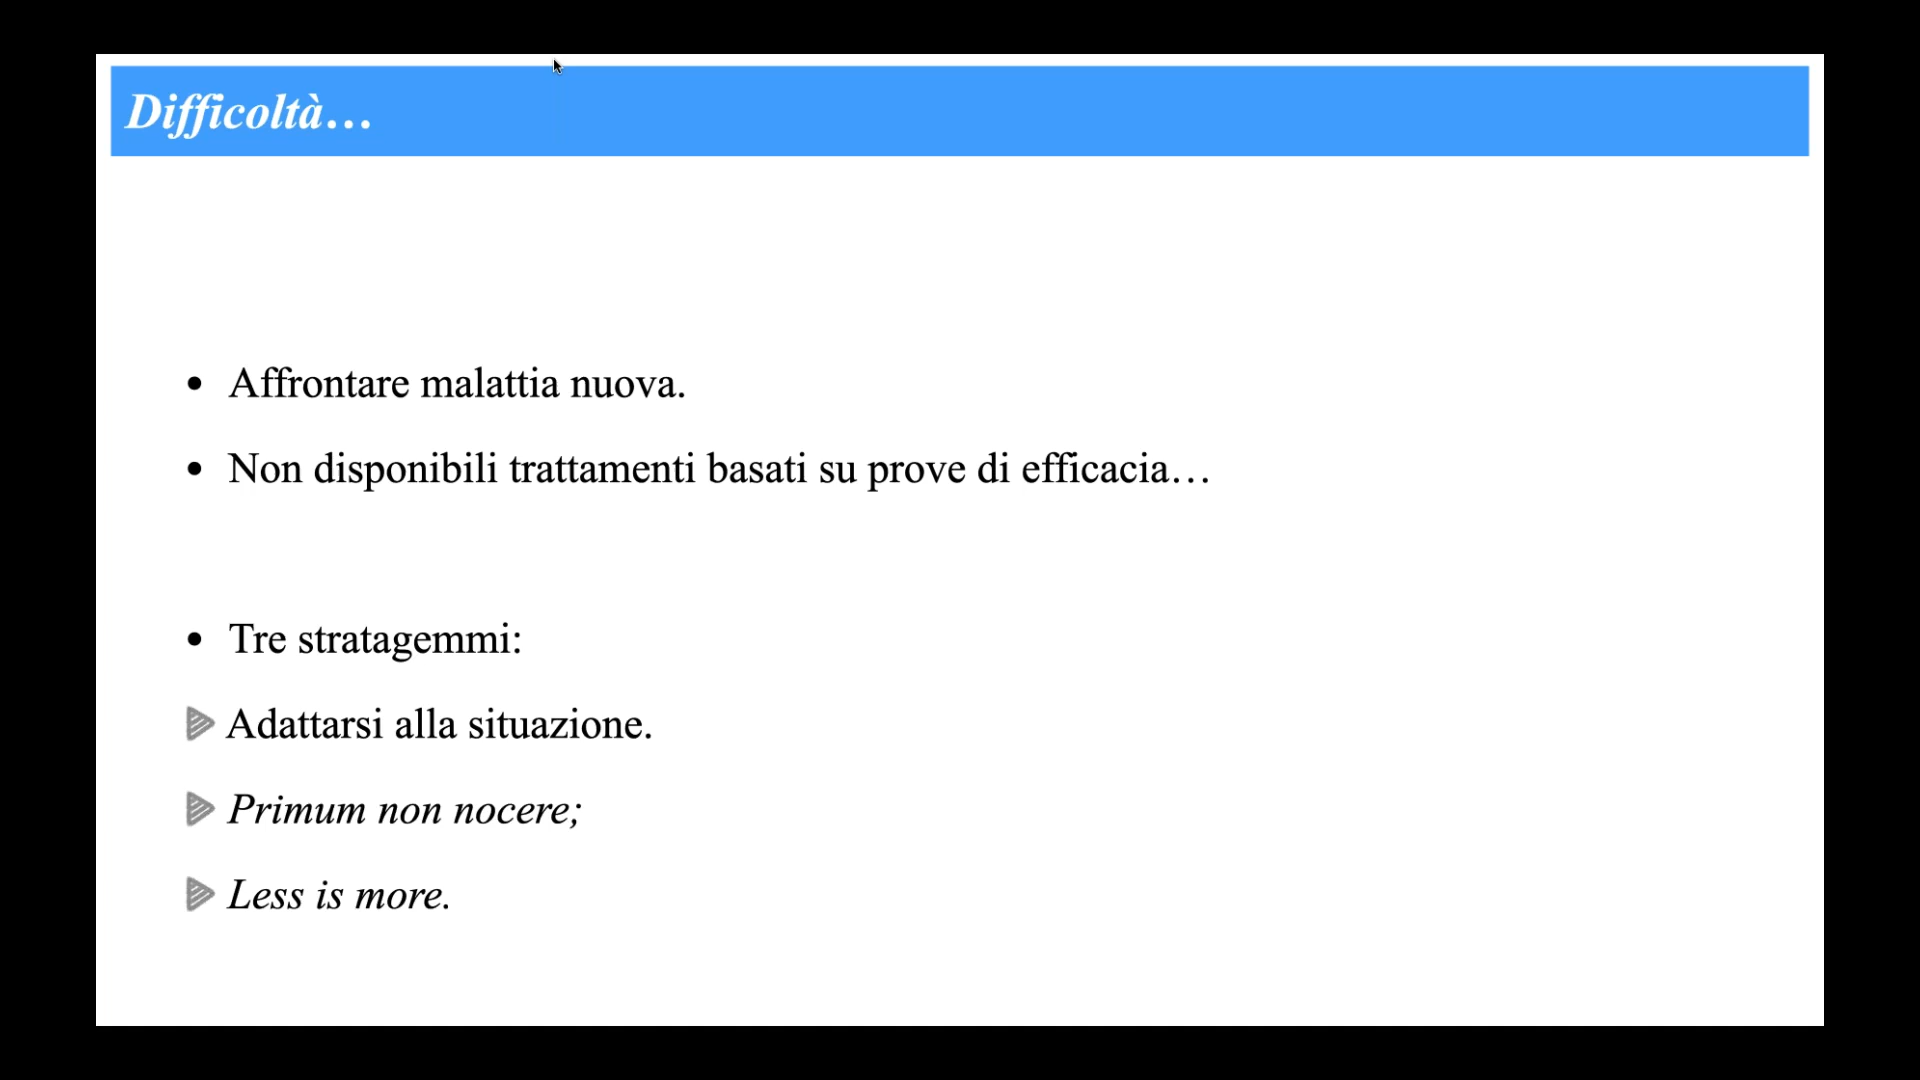 Difficoltà…
• Affrontare malattia nuova.
• Non disponibili trattamenti basati su prove di efficacia…
• Tre stratagemmi:
Adattarsi alla situazione.
Primum non nocere;
Less is more.